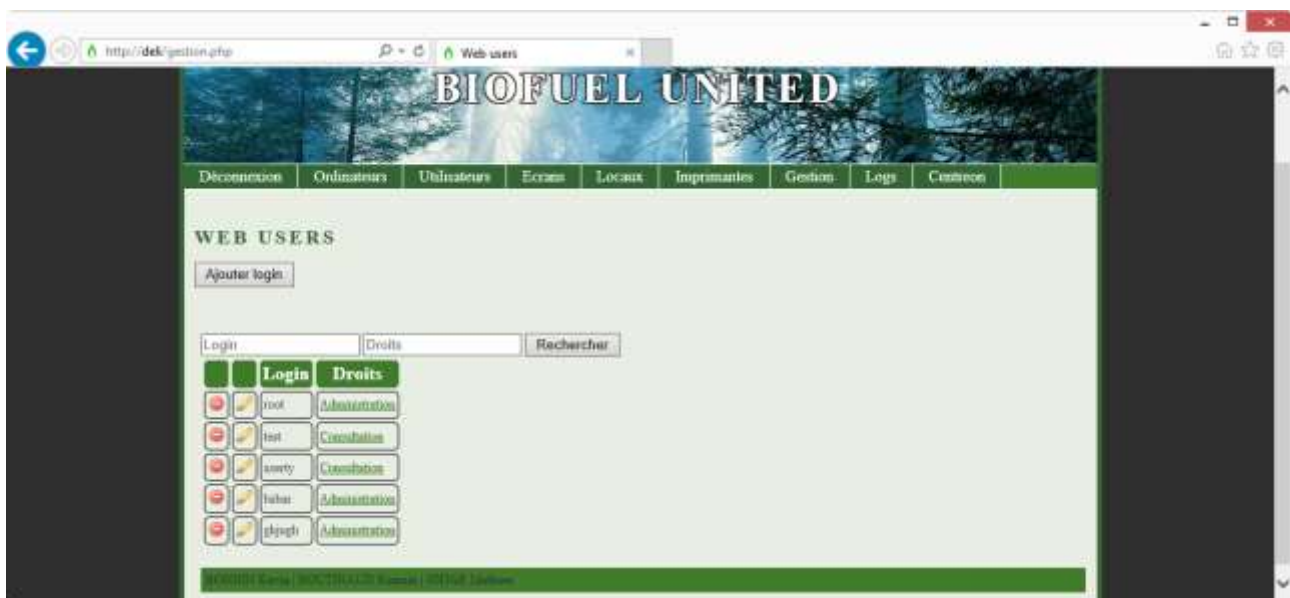 http://dek/gestion.php
Web users
BIOFUEL UNITED
Déconnexion Ordinateurs Utilisateurs Ecrans Locaux Imprimantes Gestion Logs Centreon
WEB USERS
Ajouter login
Login Droits Rechercher
Login Droits
root Administration
test Consultation
Consultation
Administration
Administration